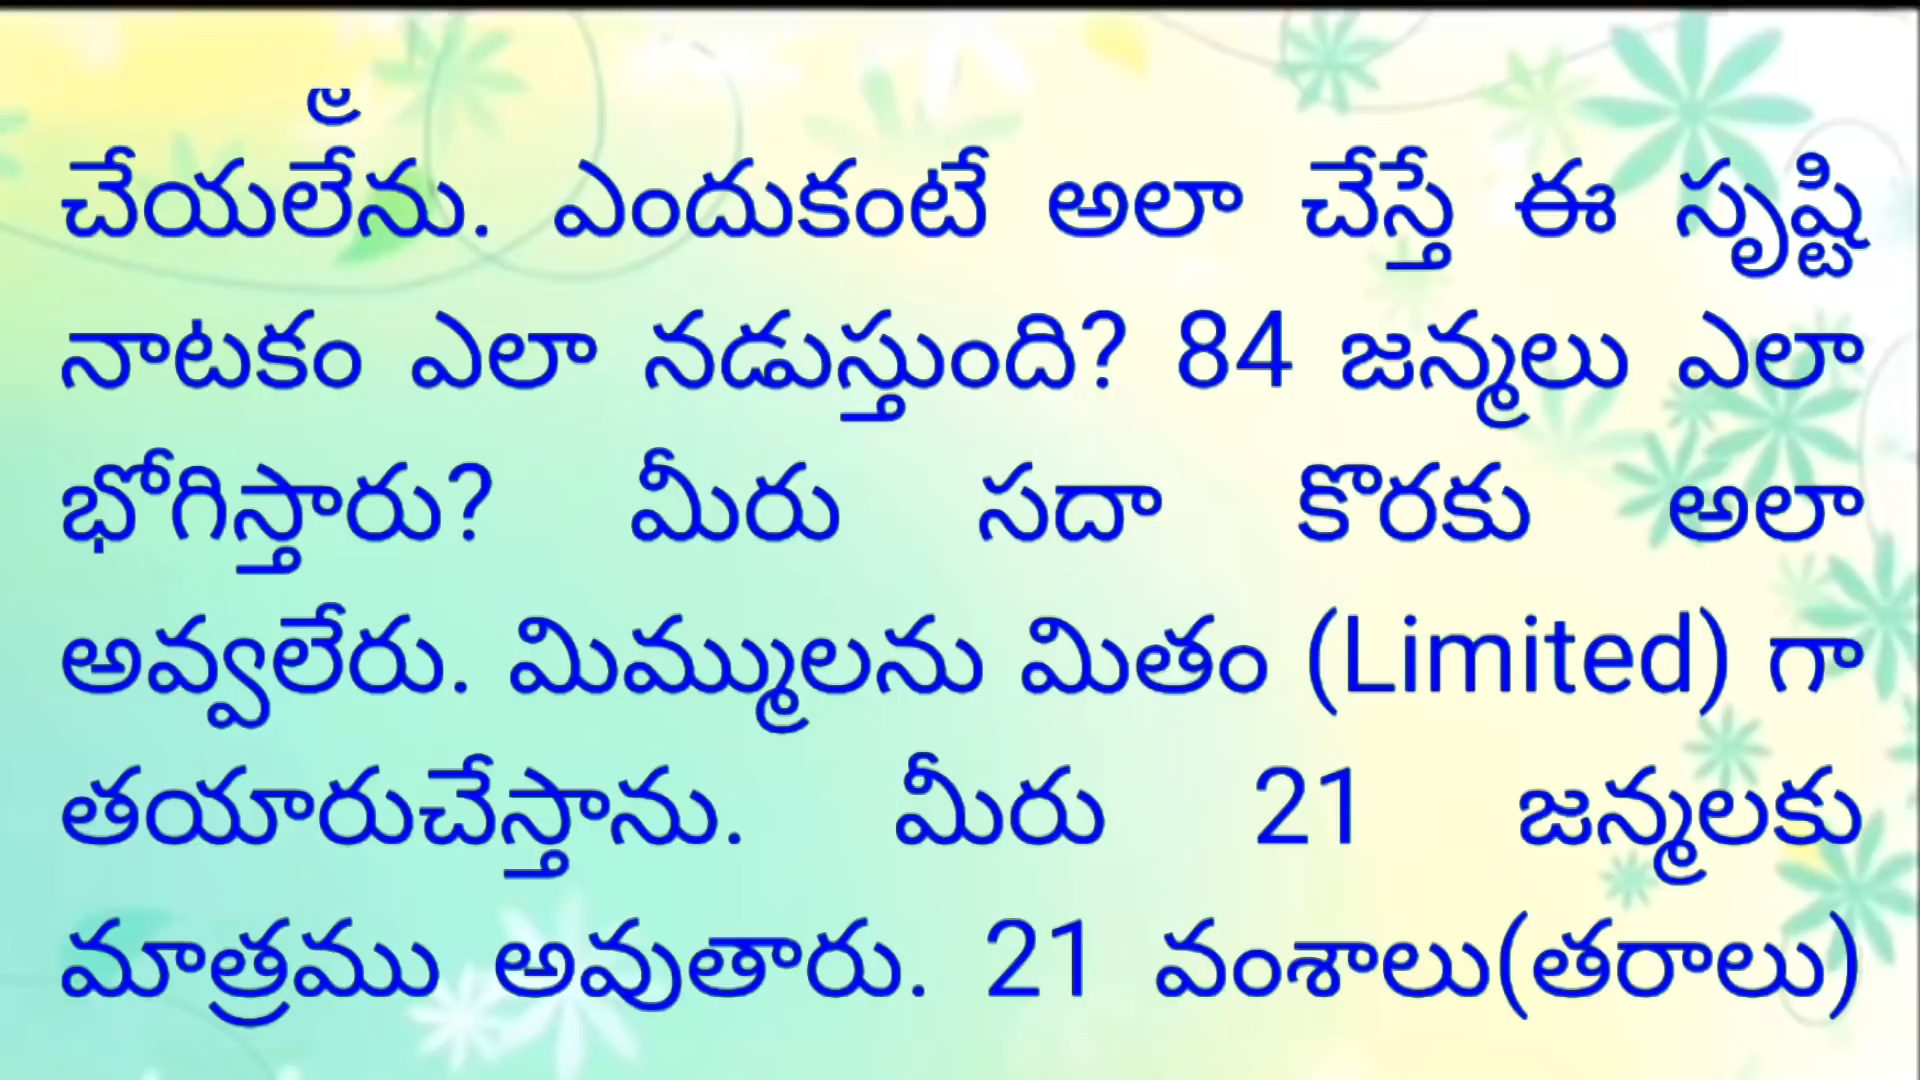 చేయలేను. ఎందుకంటే అలా చేస్తే ఈ సృష్టి
నాటకం ఎలా నడుస్తుంది? 84 జన్మలు ఎలా
భోగిస్తారు? మీరు సదా కొరకు అలా
అవ్వలేరు. మిమ్ములను మితం (Limited) గా
తయారుచేస్తాను. మీరు 21 జన్మలకు
మాత్రము అవుతారు. 21 వంశాలు(తరాలు)